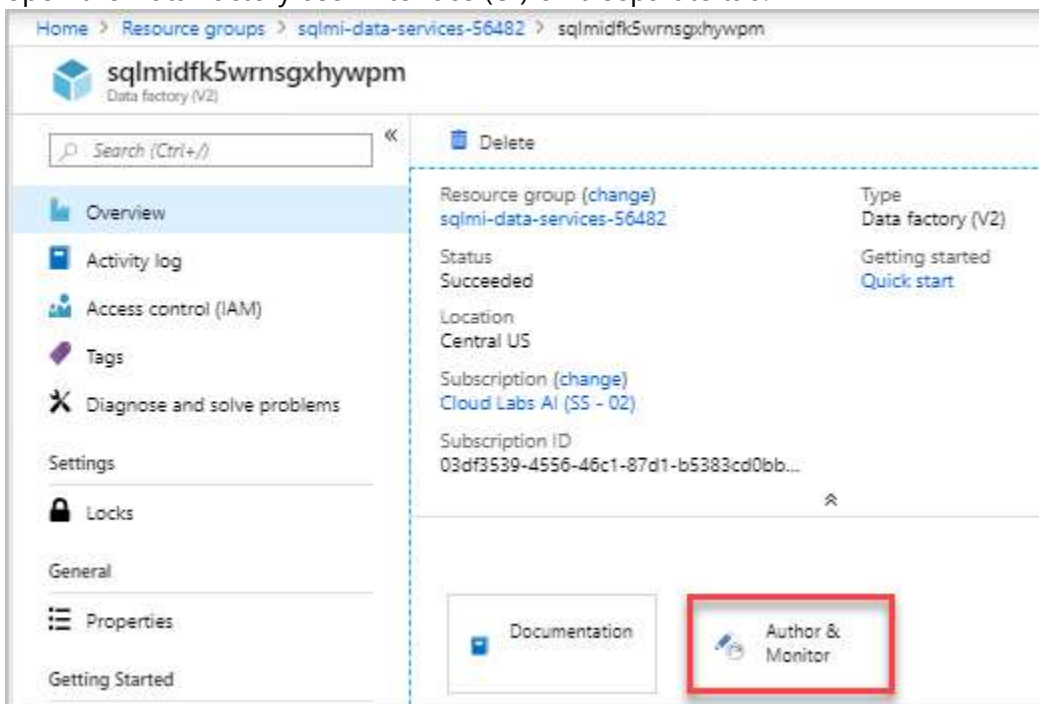 Home > Resource groups > sqlmi-data-services-56482 > sqlmidfk5wrnsgxhywpm
sqlmidfk5wrnsgxhywpm
Data factory (V2)
Search (Ctrl+/)
«
Delete
Overview
Activity log
Access control (IAM)
Tags
Diagnose and solve problems
Settings
Locks
General
Properties
Getting Started
Resource group (change)
sqlmi-data-services-56482
Status
Succeeded
Location
Central US
Subscription (change)
Cloud Labs AI (SS - 02)
Subscription ID
03df3539-4556-46c1-87d1-b5383cd0bb...
Type
Data factory (V2)
Getting started
Quick start
Documentation
Author &
Monitor